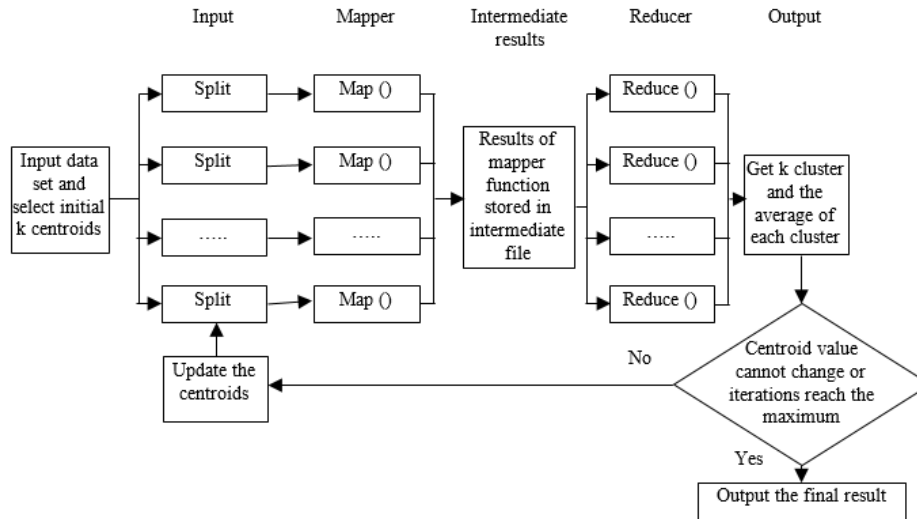 Input
Mapper
Intermediate
results
Reducer
Output
Input data
set and
select initial
k centroids
Split
Map ()
Split
Map ()
.....
.....
Split
Map ()
Results of
mapper
function
stored in
intermediate
file
Reduce ()
Reduce ()
.....
Reduce ()
Get k cluster
and the
average of
each cluster
Update the
centroids
No
Centroid value
cannot change or
iterations reach the
maximum
Yes
Output the final result